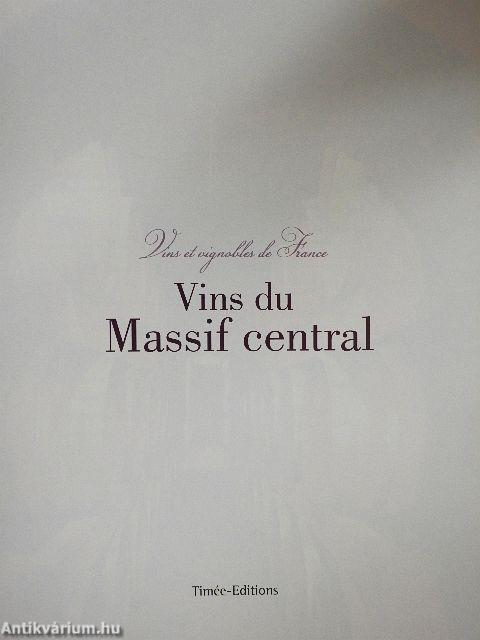 Vins et vignobles de France
Vins du
Massif central
Timée-Editions
Antikvárium.hu